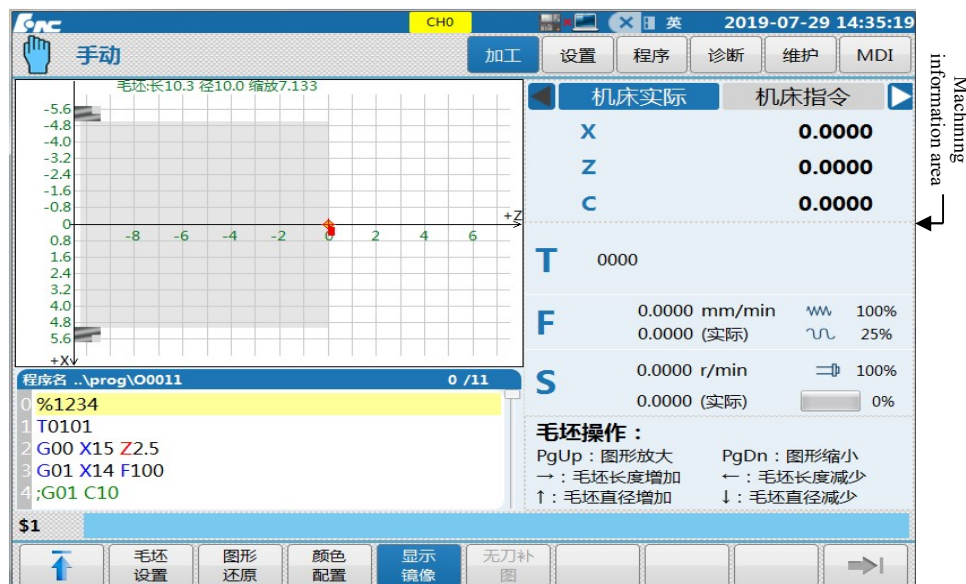 CH0
英
2019-07-29 14:35:19
手动
加工
设置
程序
诊断
维护
MDI
毛坯:长10.3 径10.0 缩放7.133
-5.6
-4.8
-4.0
-3.2
-2.4
-1.6
-0.8
0
0.8
1.6
2.4
3.2
4.0
4.8
5.6
+X
-8 -6 -4 -2 0 2 4 6
+Z
机床实际
机床指令
X 0.0000
Z 0.0000
C 0.0000
T 0000
F 0.0000 mm/min 100%
0.0000 (实际) 25%
S 0.0000 r/min 100%
0.0000 (实际) 0%
程序名 ..\prog\O0011 0 /11
0 %1234
1 T0101
2 G00 X15 Z2.5
3 G01 X14 F100
4 ;G01 C10
毛坯操作：
PgUp：图形放大 PgDn：图形缩小
→：毛坯长度增加 ←：毛坯长度减少
↑：毛坯直径增加 ↓：毛坯直径减少
$1
毛坯
设置
图形
还原
颜色
配置
显示
镜像
无刀补
图
Machining
information area